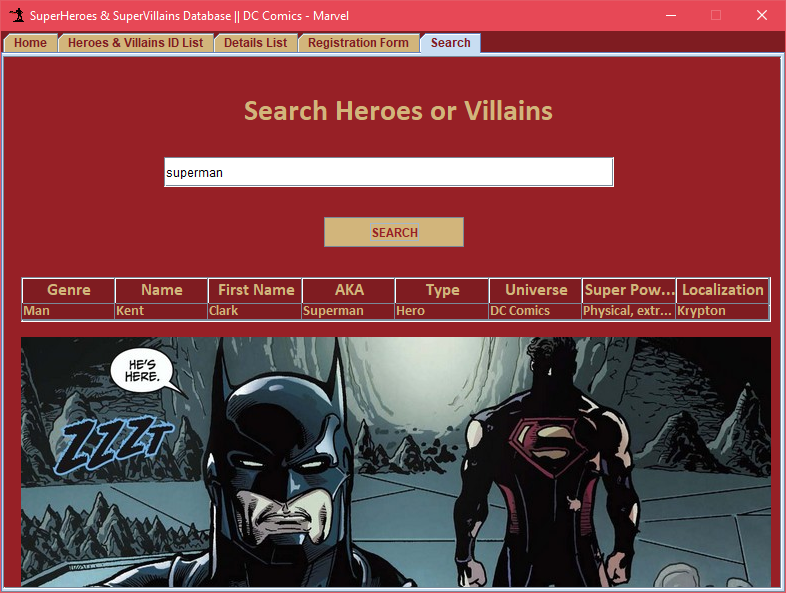 SuperHeroes & SuperVillains Database || DC Comics - Marvel
Home Heroes & Villains ID List Details List Registration Form Search
Search Heroes or Villains
superman
SEARCH
Genre Name First Name AKA Type Universe Super Pow... Localization
Man Kent Clark Superman Hero DC Comics Physical, extr... Krypton
HE'S
HERE.
ZZZT